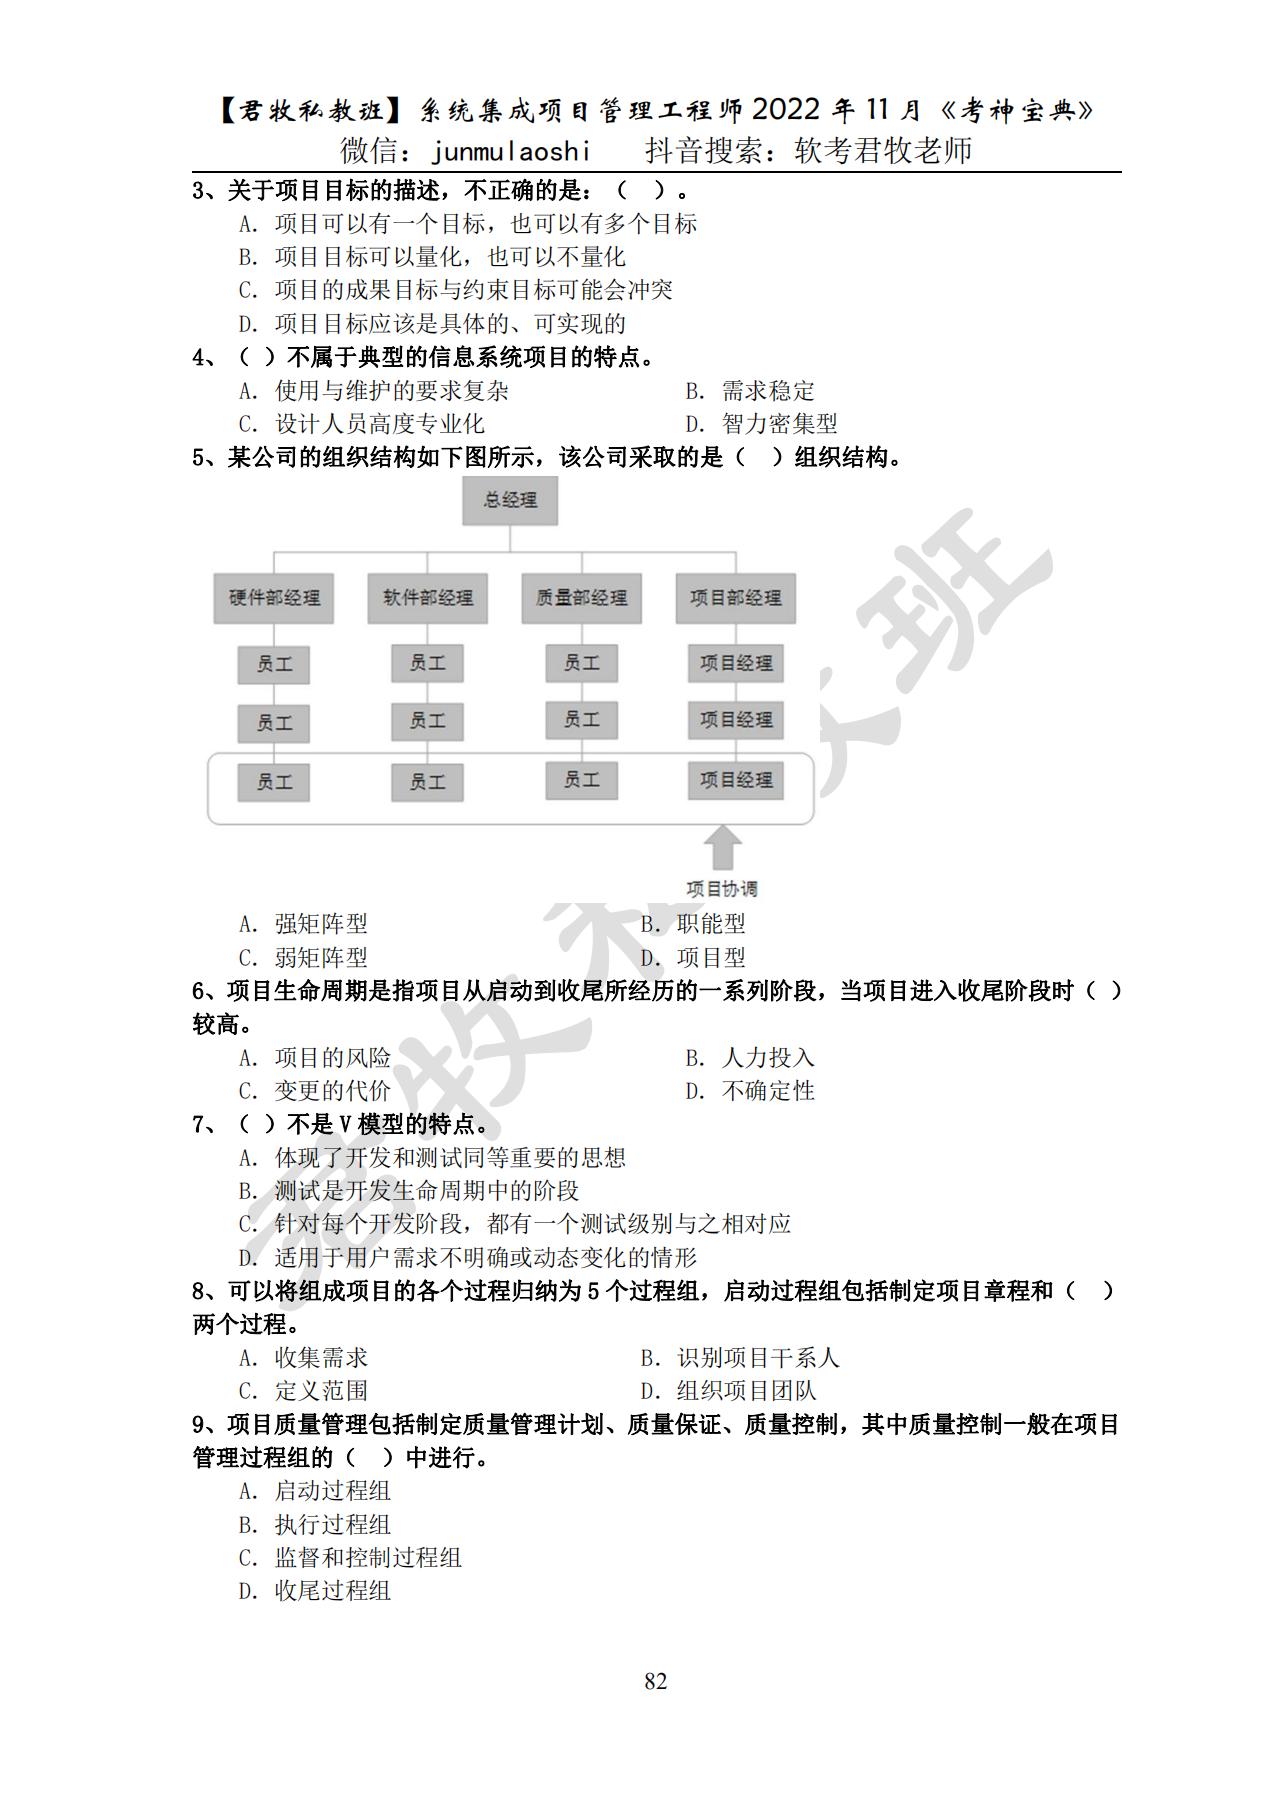 【君牧私教班】系统集成项目管理工程师 2022 年 11 月《考神宝典》
微信：junmulaoshi 抖音搜索：软考君牧老师
3、关于项目目标的描述，不正确的是：（ ）。
A．项目可以有一个目标，也可以有多个目标
B．项目目标可以量化，也可以不量化
C．项目的成果目标与约束目标可能会冲突
D．项目目标应该是具体的、可实现的
4、（ ）不属于典型的信息系统项目的特点。
A．使用与维护的要求复杂 B．需求稳定
C．设计人员高度专业化 D．智力密集型
5、某公司的组织结构如下图所示，该公司采取的是（ ）组织结构。
总经理
硬件部经理 软件部经理 质量部经理 项目部经理
员工 员工 员工 项目经理
员工 员工 员工 项目经理
员工 员工 员工 项目经理
项目协调
A．强矩阵型 B．职能型
C．弱矩阵型 D．项目型
6、项目生命周期是指项目从启动到收尾所经历的一系列阶段，当项目进入收尾阶段时（ ）
较高。
A．项目的风险 B．人力投入
C．变更的代价 D．不确定性
7、（ ）不是 V 模型的特点。
A．体现了开发和测试同等重要的思想
B．测试是开发生命周期中的阶段
C．针对每个开发阶段，都有一个测试级别与之相对应
D．适用于用户需求不明确或动态变化的情形
8、可以将组成项目的各个过程归纳为 5 个过程组，启动过程组包括制定项目章程和（ ）
两个过程。
A．收集需求 B．识别项目干系人
C．定义范围 D．组织项目团队
9、项目质量管理包括制定质量管理计划、质量保证、质量控制，其中质量控制一般在项目
管理过程组的（ ）中进行。
A．启动过程组
B．执行过程组
C．监督和控制过程组
D．收尾过程组
82
君牧私教班